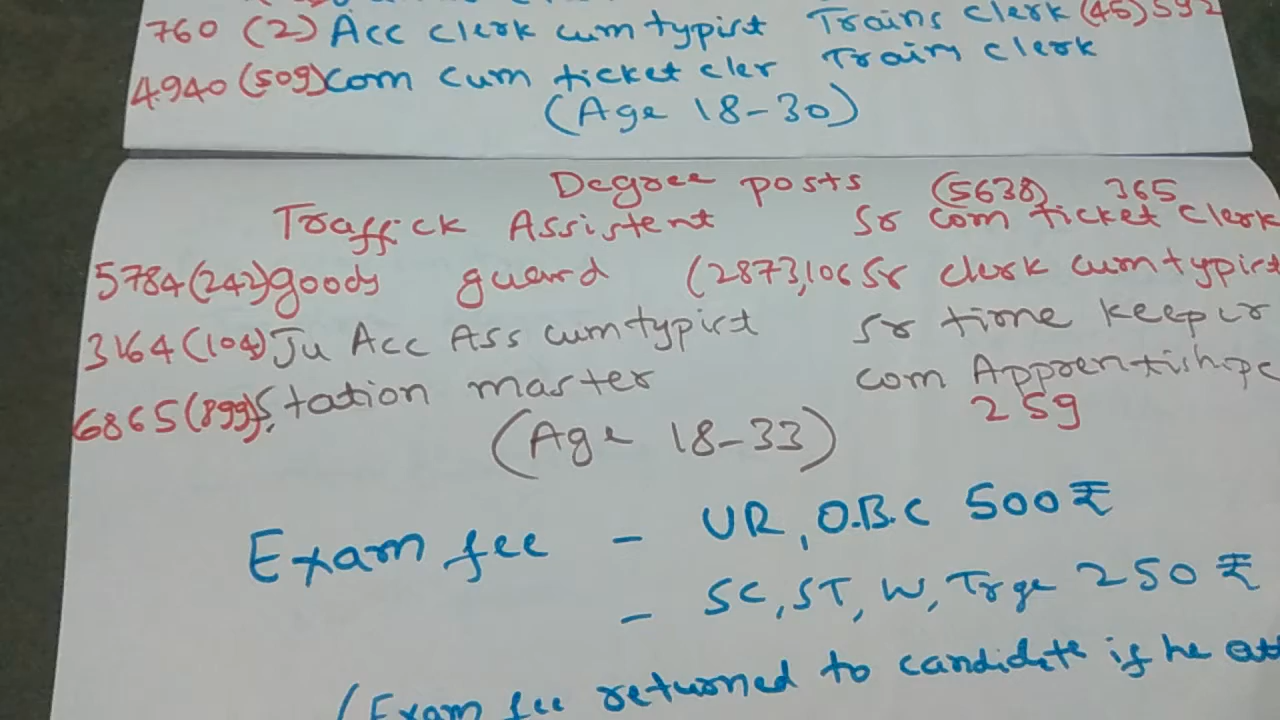 760 (2) Acc clerk cum typist Trains clerk (45) 592
4940 (509) com cum ticket cler Train clerk
(Age 18-30)
Degree posts (5638) 365
Traffick Assistent Sr com ticket clerk
5784 (242) goods guard (2873,106 Sr clerk cum typist
3164 (104) Ju Acc Ass cum typist Sr time keeper
6865 (899) Station master com Apprentishipe
259
(Age 18-33)
Exam fee - UR, O.B.C 500 ₹
- SC, ST, W, Trge 250 ₹
(Exam fee returned to candidate if he att